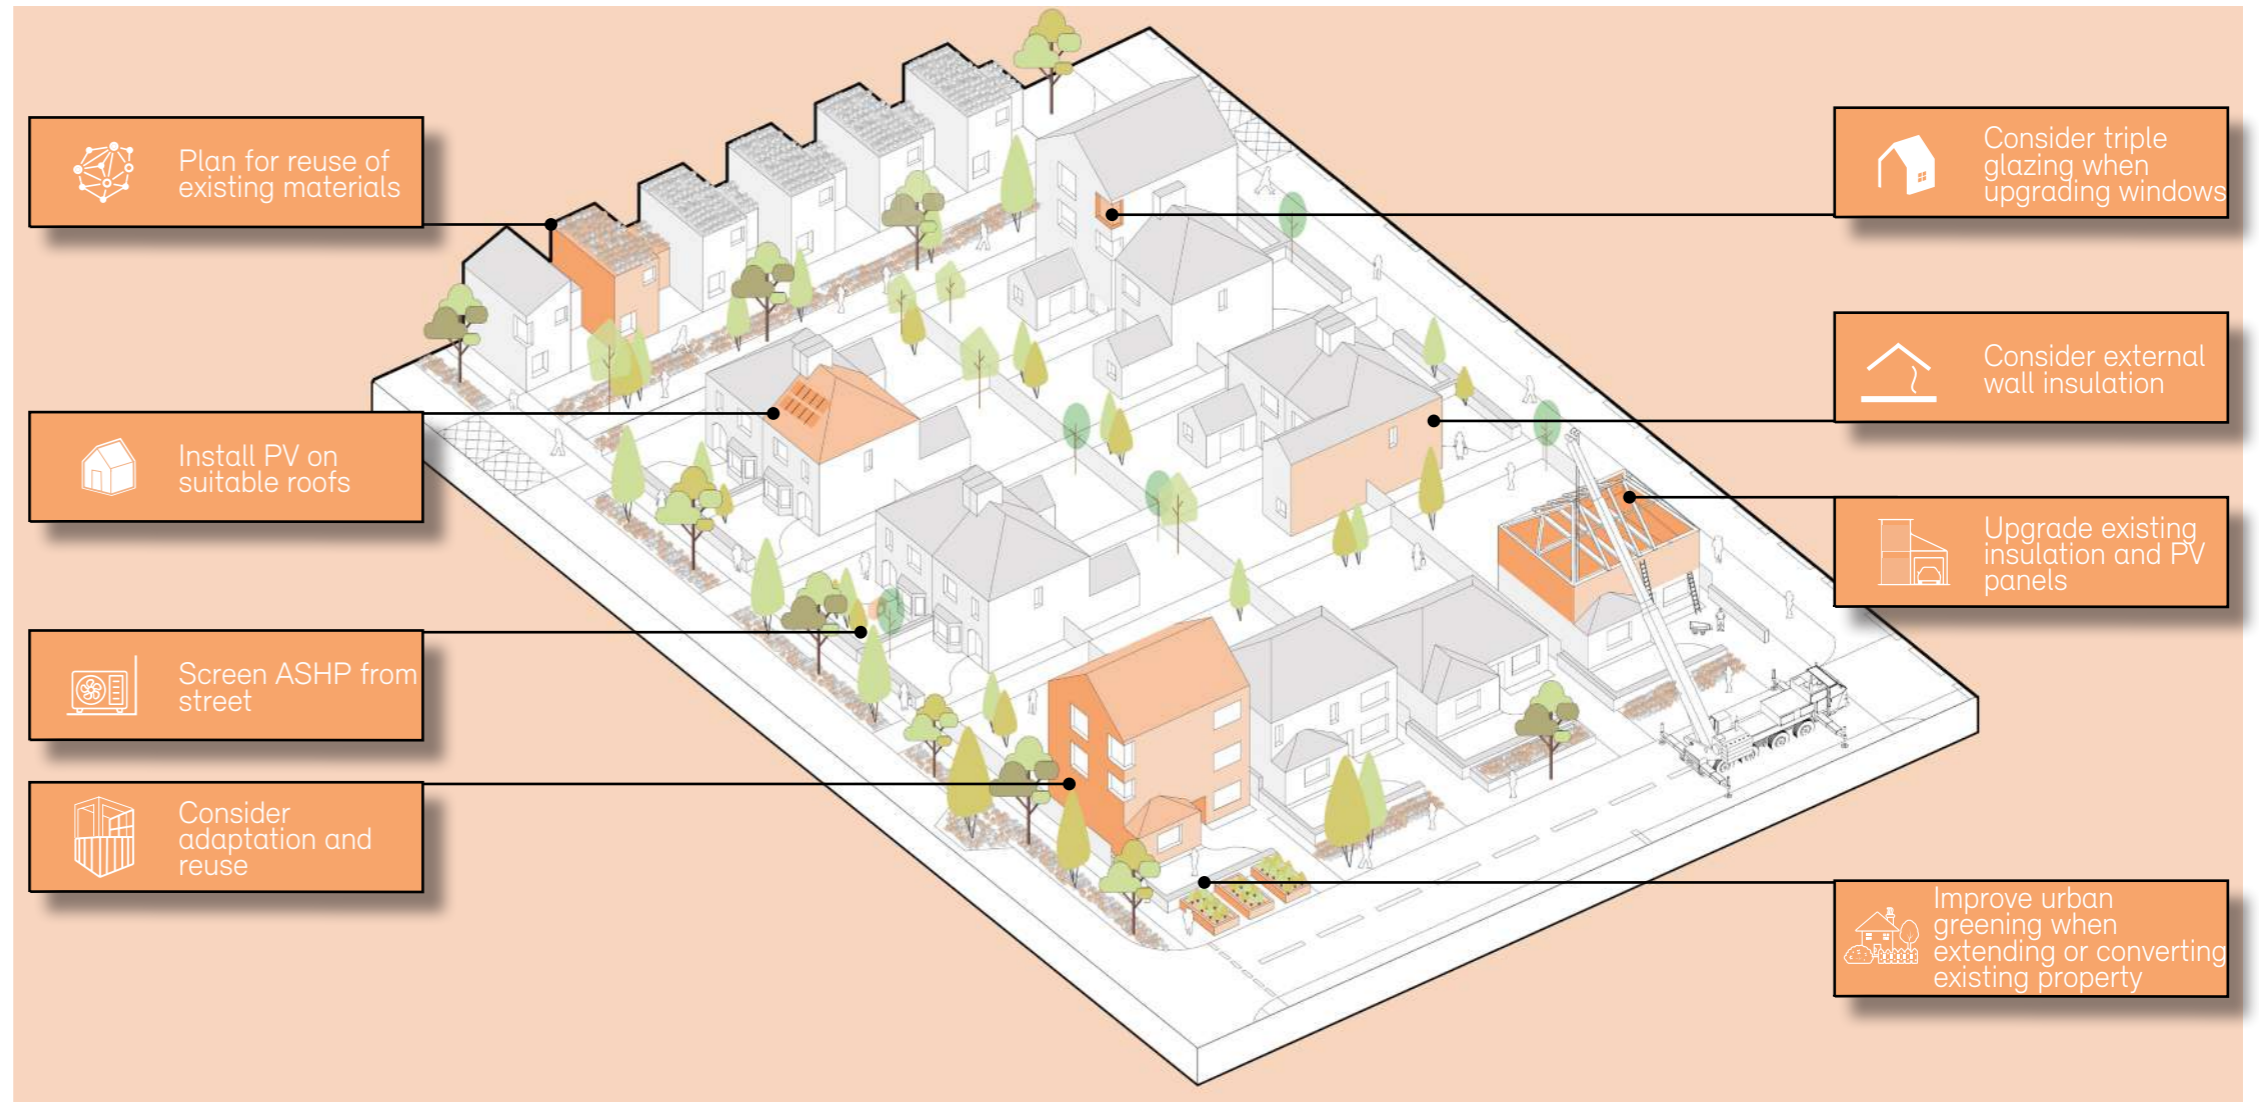 Plan for reuse of
existing materials
Install PV on
suitable roofs
Screen ASHP from
street
Consider
adaptation and
reuse
Consider triple
glazing when
upgrading windows
Consider external
wall insulation
Upgrade existing
insulation and PV
panels
Improve urban
greening when
extending or converting
existing property